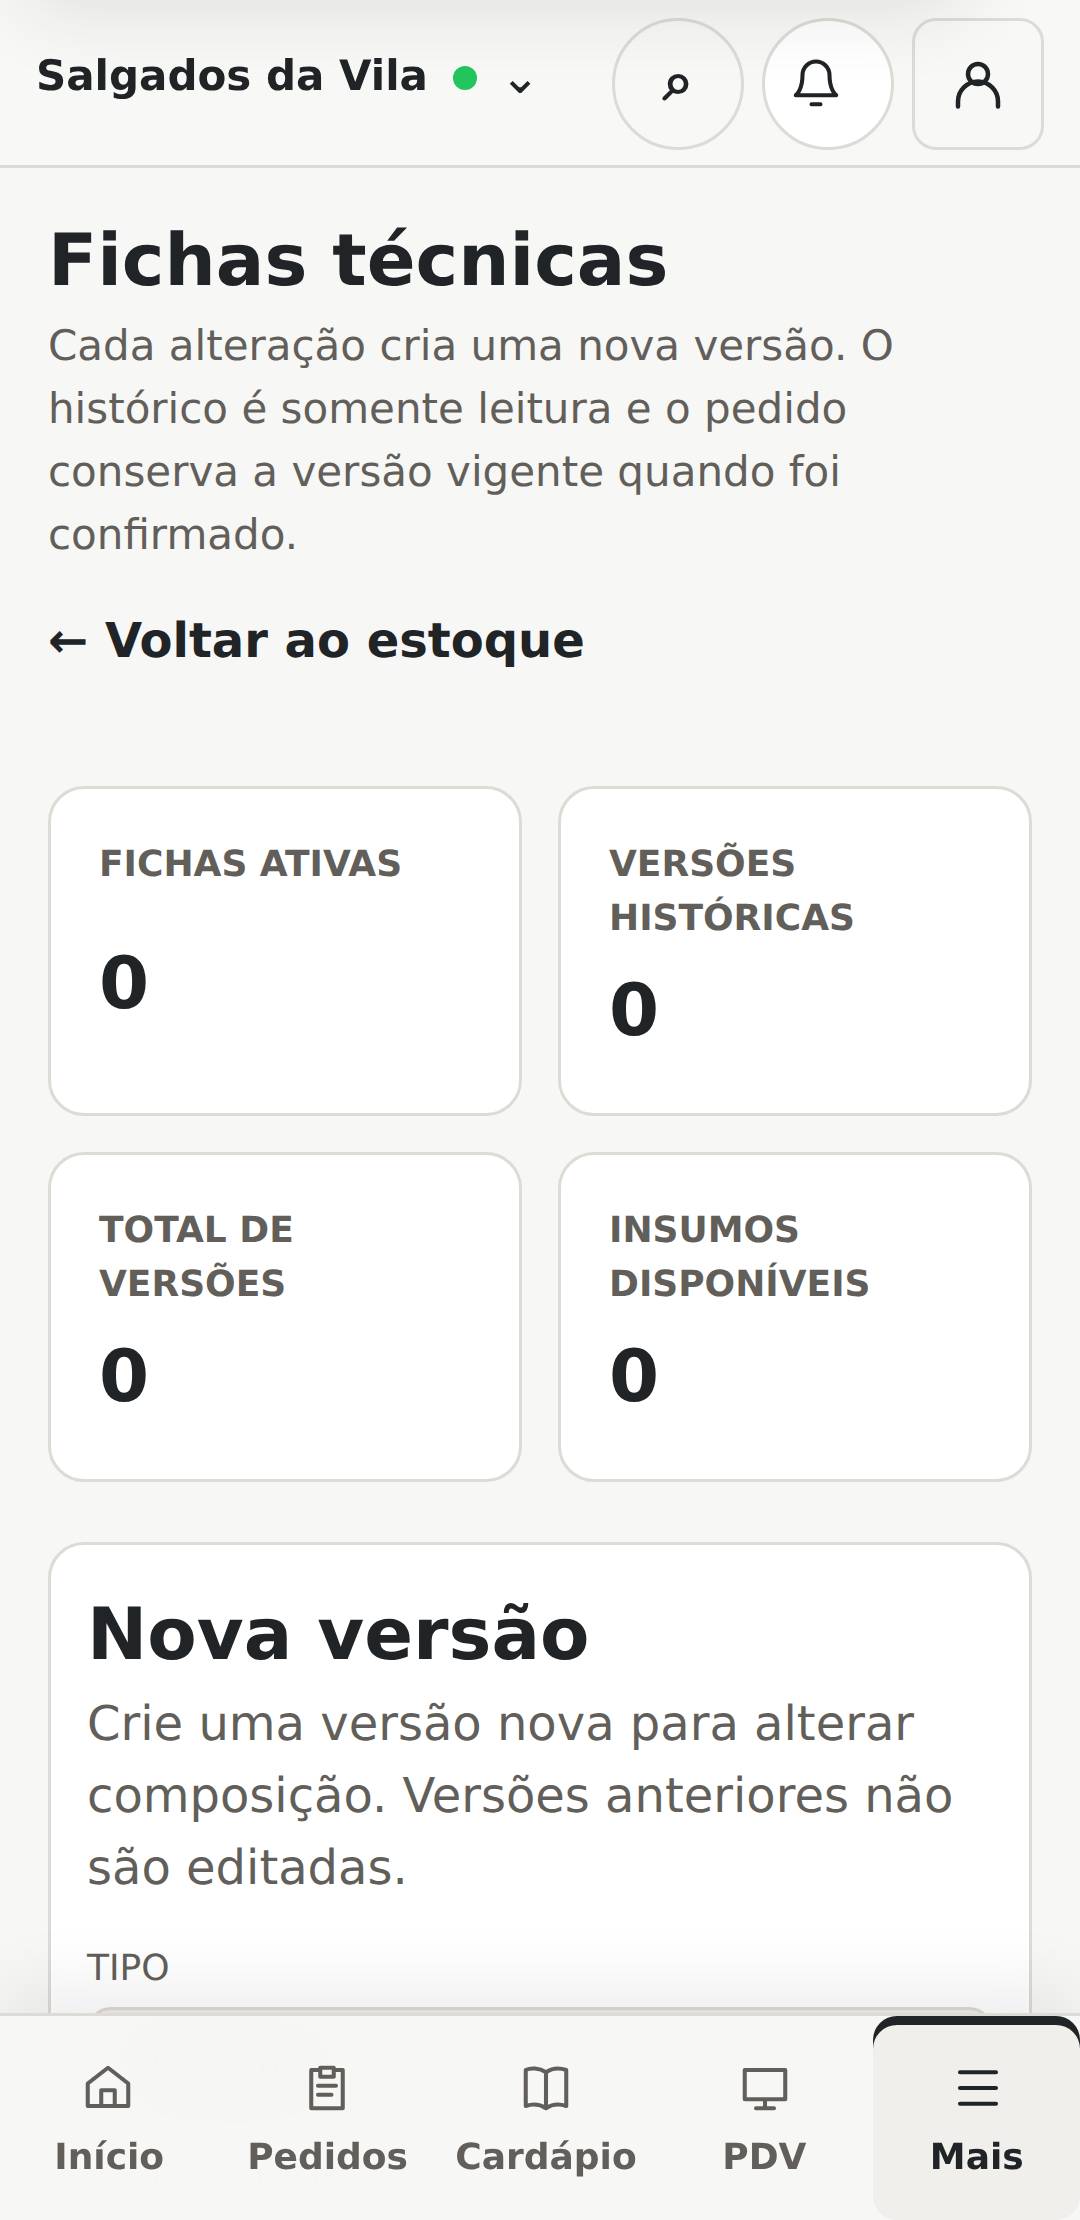 Salgados da Vila
Fichas técnicas
Cada alteração cria uma nova versão. O
histórico é somente leitura e o pedido
conserva a versão vigente quando foi
confirmado.
← Voltar ao estoque
FICHAS ATIVAS
0
VERSÕES
HISTÓRICAS
0
TOTAL DE
VERSÕES
0
INSUMOS
DISPONÍVEIS
0
Nova versão
Crie uma versão nova para alterar
composição. Versões anteriores não
são editadas.
TIPO
Início
Pedidos
Cardápio
PDV
Mais